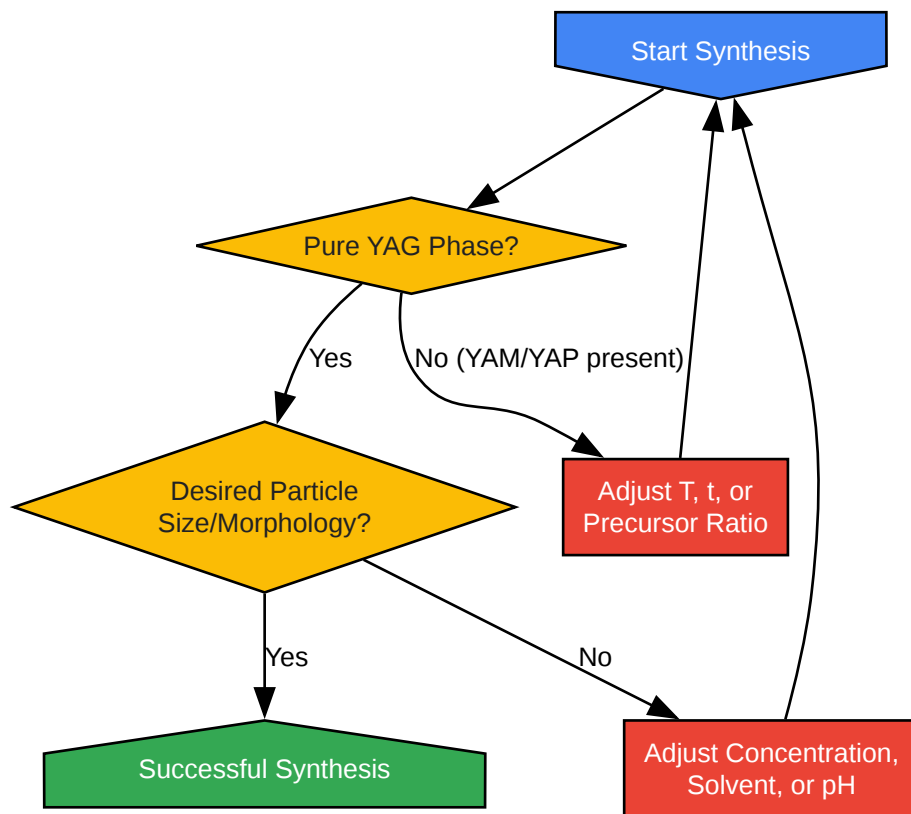 Start Synthesis
Pure YAG Phase?
Yes
No (YAM/YAP present)
Desired Particle
Size/Morphology?
Adjust T, t, or
Precursor Ratio
Yes
No
Successful Synthesis
Adjust Concentration,
Solvent, or pH